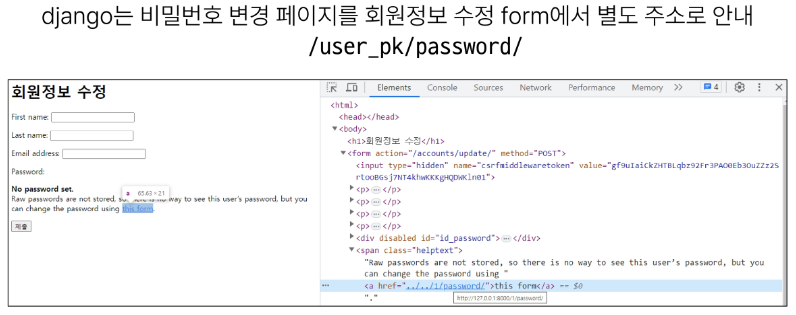 django는 비밀번호 변경 페이지를 회원정보 수정 form에서 별도 주소로 안내
/user_pk/password/
회원정보 수정
First name:
Last name:
Email address:
Password:
No password set.
Raw passwords are not stored, so there is no way to see this user's password, but you
can change the password using this form.
a 65.63 × 21
제출
Elements Console Sources Network Performance Memory 4
<html>
<head></head>
<body>
<h1>회원정보 수정</h1>
<form action="/accounts/update/" method="POST">
<input type="hidden" name="csrfmiddlewaretoken" value="
<p>…</p>
<p>…</p>
<p>…</p>
<p>…</p>
<div disabled id="id_password">…</div>
<span class="helptext">
"Raw passwords are not stored, so there is no way to see this user's password, but you
can change the password using "
<a href="../../1/password/">this form</a> == $0
"."
http://127.0.0.1:8000/1/password/